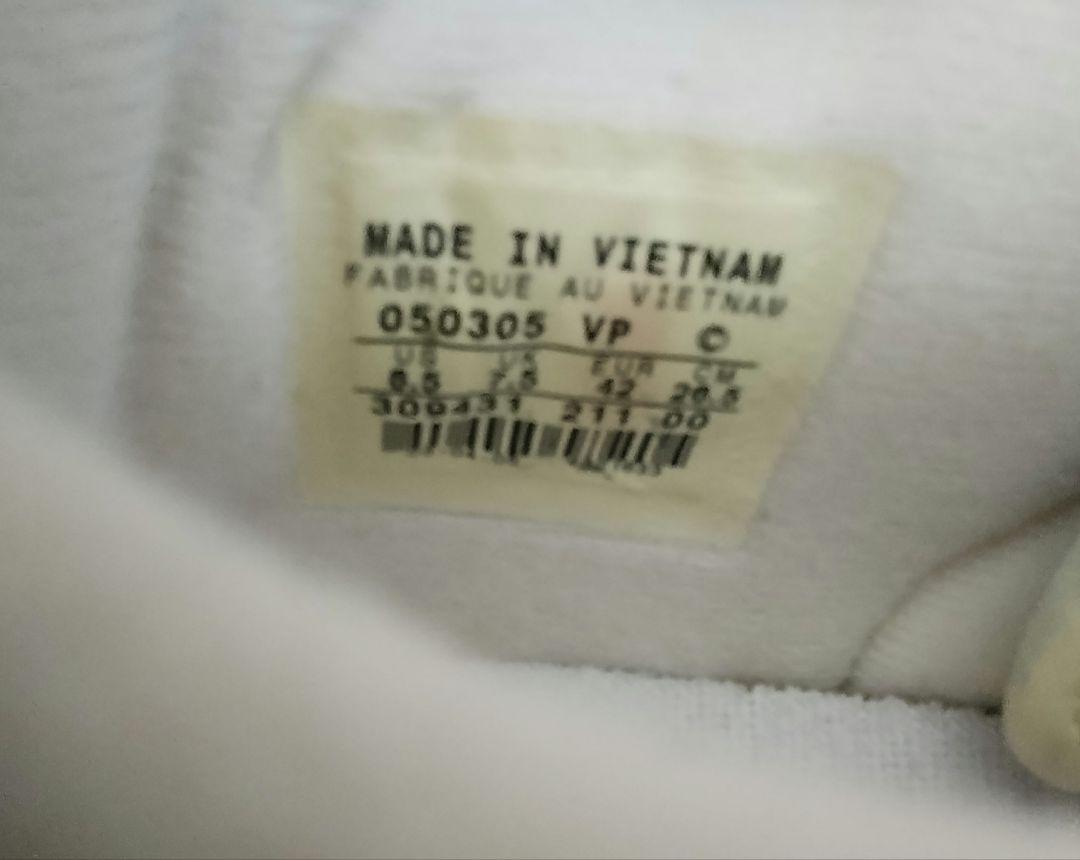 MADE IN VIETNAM
FABRIQUE AU VIETNAM
050305 VP ©
US UK EUR CM
8.5 7.5 42 26.5
211 00